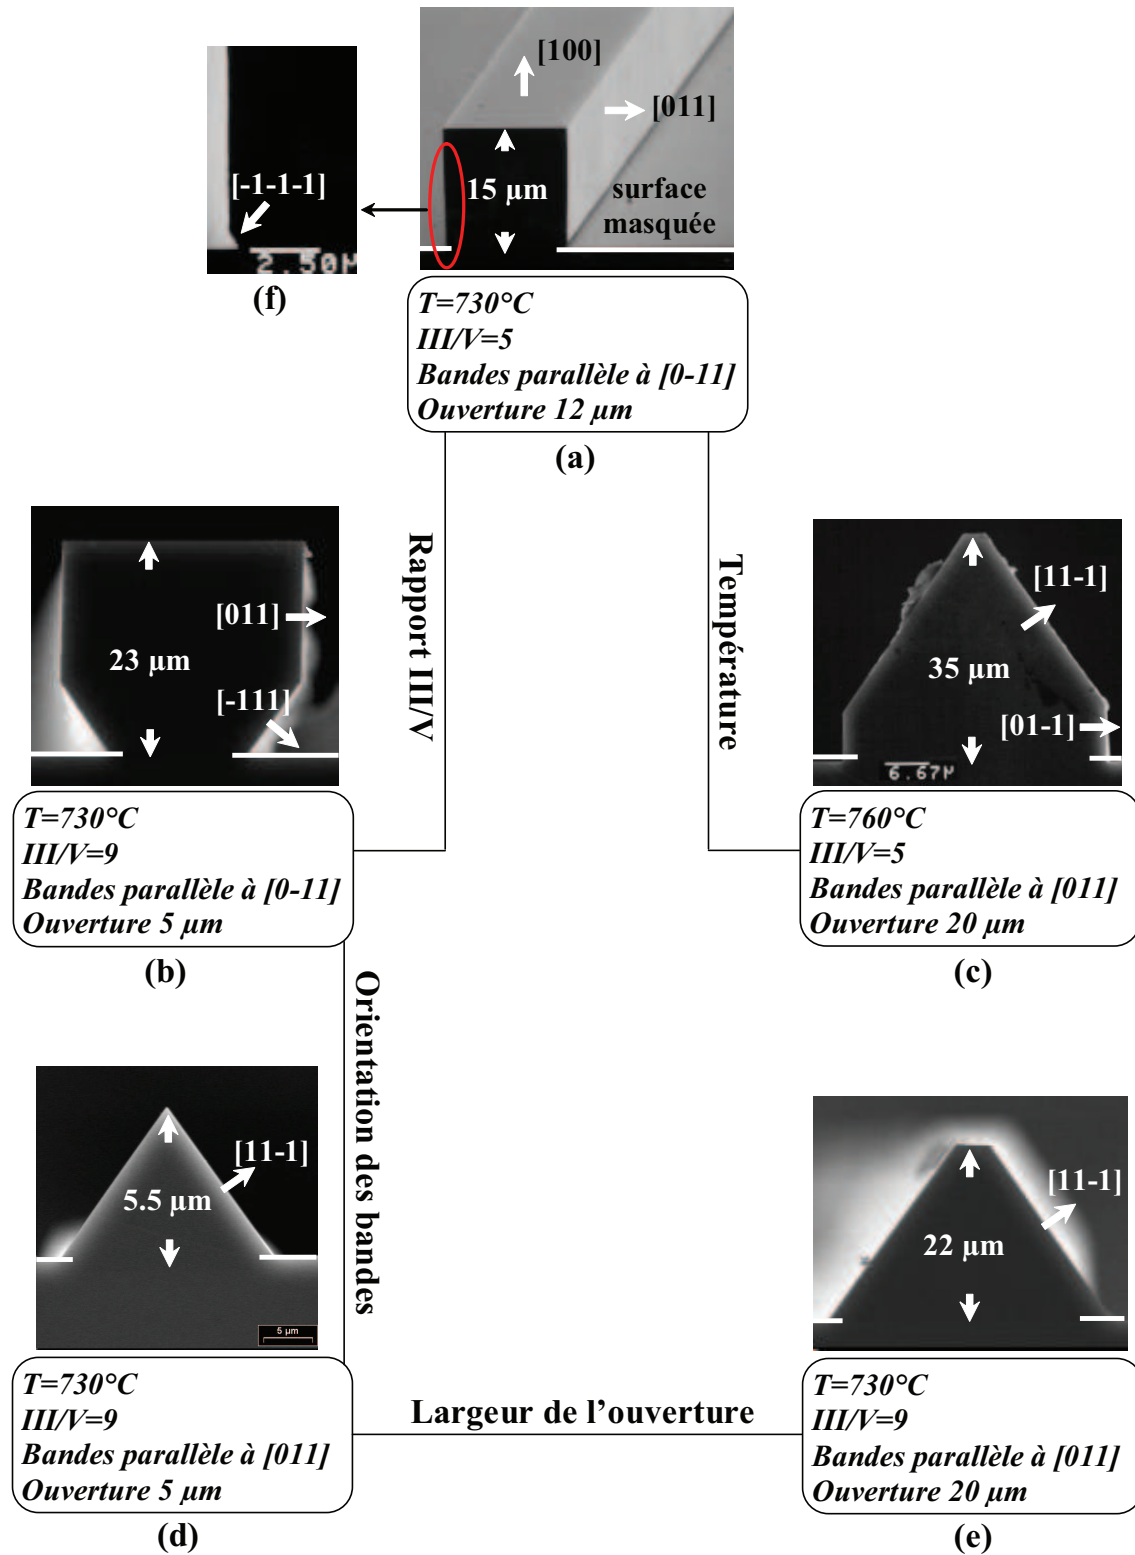 [100]
[011]
15 µm
surface
masquée
[-1-1-1]
2.50µ
(f)
T=730°C
III/V=5
Bandes parallèle à [0-11]
Ouverture 12 µm
(a)
Rapport III/V
Température
[011]
23 µm
[-111]
T=730°C
III/V=9
Bandes parallèle à [0-11]
Ouverture 5 µm
(b)
[11-1]
35 µm
[01-1]
6.67µ
T=760°C
III/V=5
Bandes parallèle à [011]
Ouverture 20 µm
(c)
Orientation des bandes
[11-1]
5.5 µm
5 µm
T=730°C
III/V=9
Bandes parallèle à [011]
Ouverture 5 µm
(d)
Largeur de l’ouverture
[11-1]
22 µm
T=730°C
III/V=9
Bandes parallèle à [011]
Ouverture 20 µm
(e)